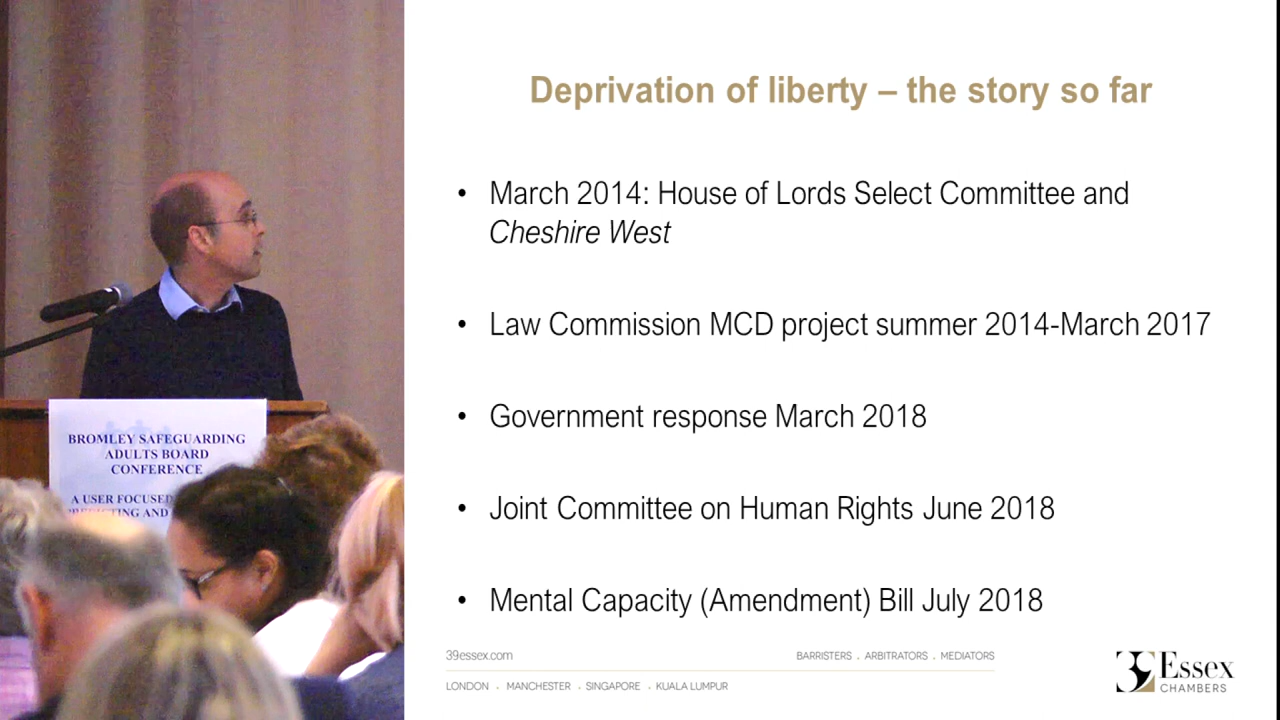 BROMLEY SAFEGUARDING
ADULTS BOARD
CONFERENCE
A USER FOCUSED
AND
Deprivation of liberty – the story so far
• March 2014: House of Lords Select Committee and
Cheshire West
• Law Commission MCD project summer 2014-March 2017
• Government response March 2018
• Joint Committee on Human Rights June 2018
• Mental Capacity (Amendment) Bill July 2018
39essex.com
BARRISTERS . ARBITRATORS . MEDIATORS
LONDON . MANCHESTER . SINGAPORE . KUALA LUMPUR
39 Essex
CHAMBERS